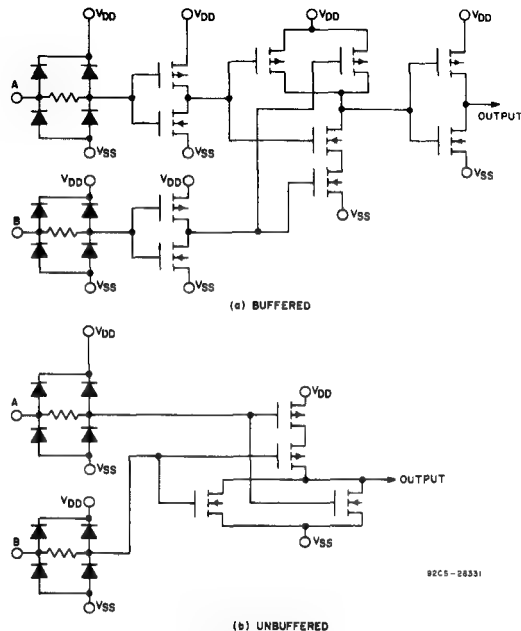 VDD
VDD
VDD
VDD
A
OUTPUT
VSS
VSS
VSS
VDD
VDD
B
VSS
VSS
VSS
(a) BUFFERED
VDD
A
VDD
VSS
OUTPUT
VDD
B
VSS
VSS
92CS-28331
(b) UNBUFFERED